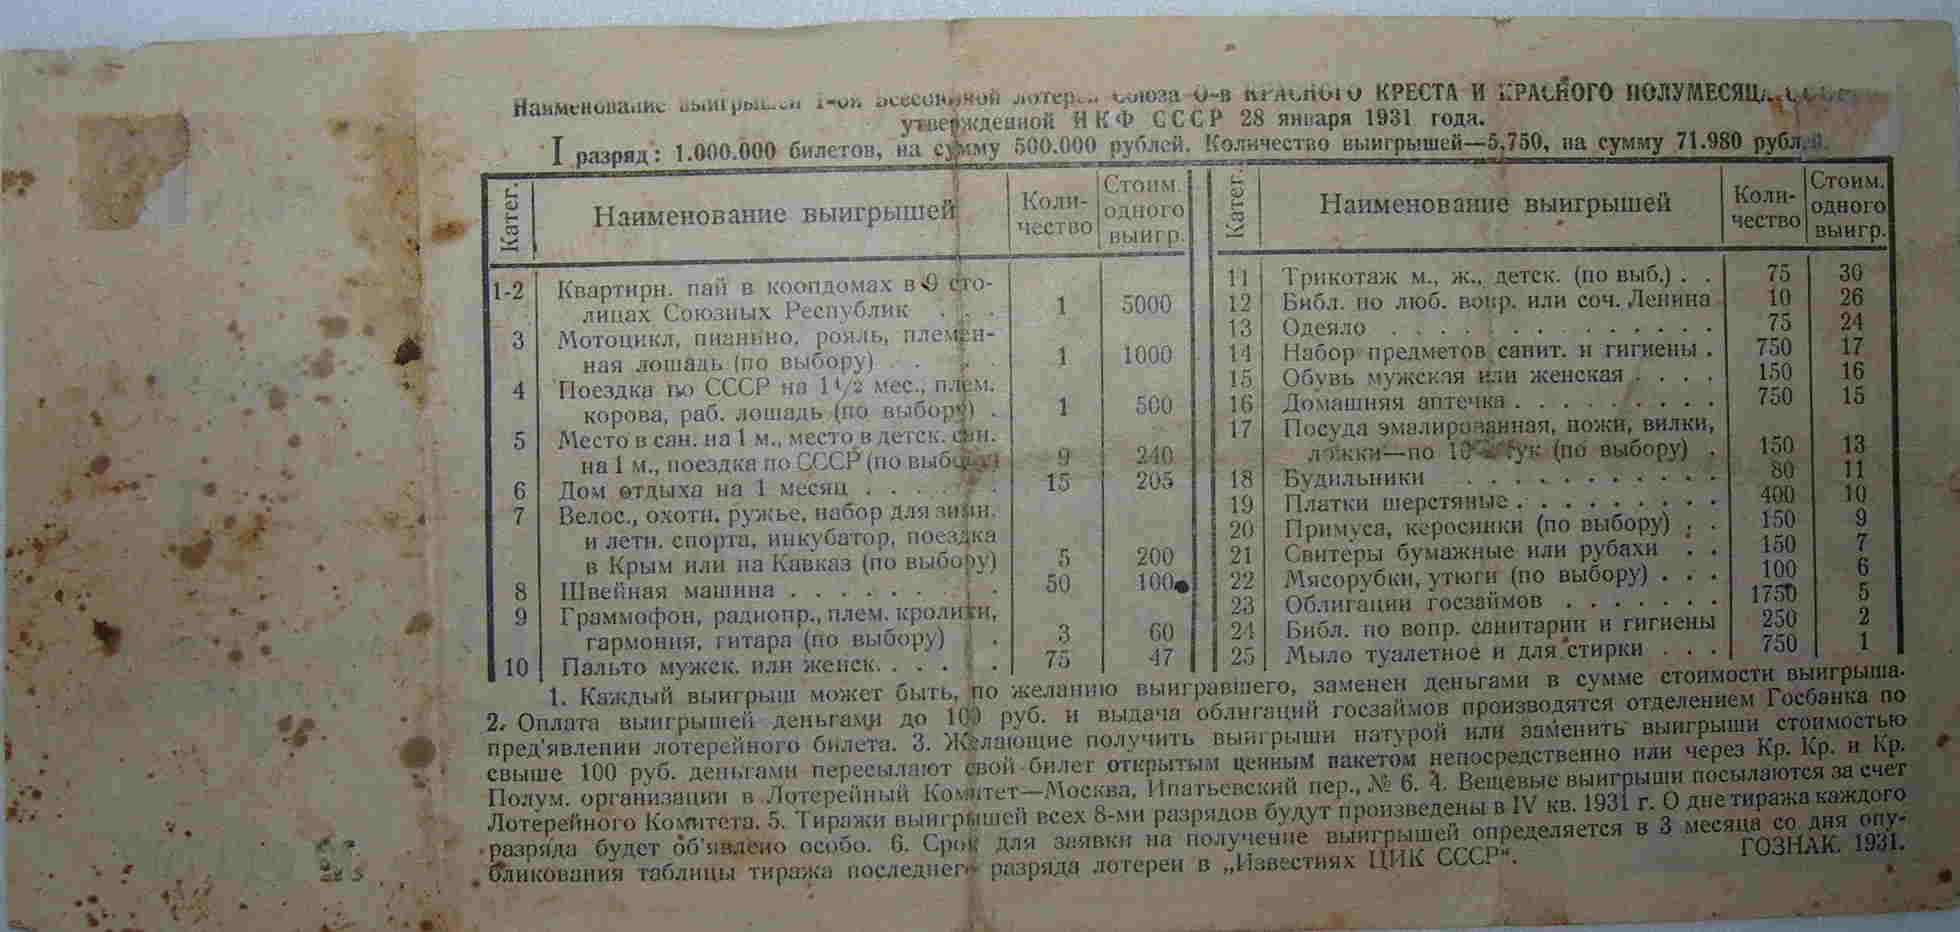 Наименование выигрышей 1-ой Всесоюзной лотереи Союза О-в КРАСНОГО КРЕСТА И КРАСНОГО ПОЛУМЕСЯЦА СССР,
утвержденной НКФ СССР 28 января 1931 года.
I разряд: 1.000.000 билетов, на сумму 500.000 рублей. Количество выигрышей—5,750, на сумму 71.980 рублей.
Катег. Наименование выигрышей Коли-чество Стоим. одного выигр.
1-2 Квартирн. пай в коопдомах в 9 сто-
лицах Союзных Республик . . . 1 5000
3 Мотоцикл, пианино, рояль, племен-
ная лошадь (по выбору) . . . . 1 1000
4 Поездка по СССР на 1 1/2 мес., плем.
корова, раб. лошадь (по выбору) . 1 500
5 Место в сан. на 1 м., место в детск. сан.
на 1 м., поездка по СССР (по выбору) 9 240
6 Дом отдыха на 1 месяц . . . . . . 15 205
7 Велос., охотн. ружье, набор для зимн.
и летн. спорта, инкубатор, поездка
в Крым или на Кавказ (по выбору) 5 200
8 Швейная машина . . . . . . . . . 50 100
9 Граммофон, радиопр., плем. кролики,
гармония, гитара (по выбору) . 3 60
10 Пальто мужск. или женск. . . . . . 75 47
Катег. Наименование выигрышей Коли-чество Стоим. одного выигр.
11 Трикотаж м., ж., детск. (по выб.) . . 75 30
12 Библ. по люб. вопр. или соч. Ленина 10 26
13 Одеяло . . . . . . . . . . . . . 75 24
14 Набор предметов санит. и гигиены . 750 17
15 Обувь мужская или женская . . . . 150 16
16 Домашняя аптечка . . . . . . . . . 750 15
17 Посуда эмалированная, ножи, вилки,
ложки—по (по выбору) . 150 13
18 Будильники . . . . . . . . . . . 80 11
19 Платки шерстяные . . . . . . . . . 400 10
20 Примуса, керосинки (по выбору) . . 150 9
21 Свитеры бумажные или рубахи . . 150 7
22 Мясорубки, утюги (по выбору) . . . 100 6
23 Облигации госзаймов . . . . . . . 1750 5
24 Библ. по вопр. санитарии и гигиены 250 2
25 Мыло туалетное и для стирки . . . 750 1
1. Каждый выигрыш может быть, по желанию выигравшего, заменен деньгами в сумме стоимости выигрыша.
2. Оплата выигрышей деньгами до 100 руб. и выдача облигаций госзаймов производятся отделением Госбанка по
пред'явлении лотерейного билета. 3. Желающие получить выигрыши натурой или заменить выигрыши стоимостью
свыше 100 руб. деньгами пересылают свой билет открытым ценным пакетом непосредственно или через Кр. Кр. и Кр.
Полум. организации в Лотерейный Комитет—Москва, Ипатьевский пер., № 6. 4. Вещевые выигрыши посылаются за счет
Лотерейного Комитета. 5. Тиражи выигрышей всех 8-ми разрядов будут произведены в IV кв. 1931 г. О дне тиража каждого
разряда будет об'явлено особо. 6. Срок для заявки на получение выигрышей определяется в 3 месяца со дня опу-
бликования таблицы тиража последнего разряда лотереи в „Известиях ЦИК СССР“.
ГОЗНАК. 1931.